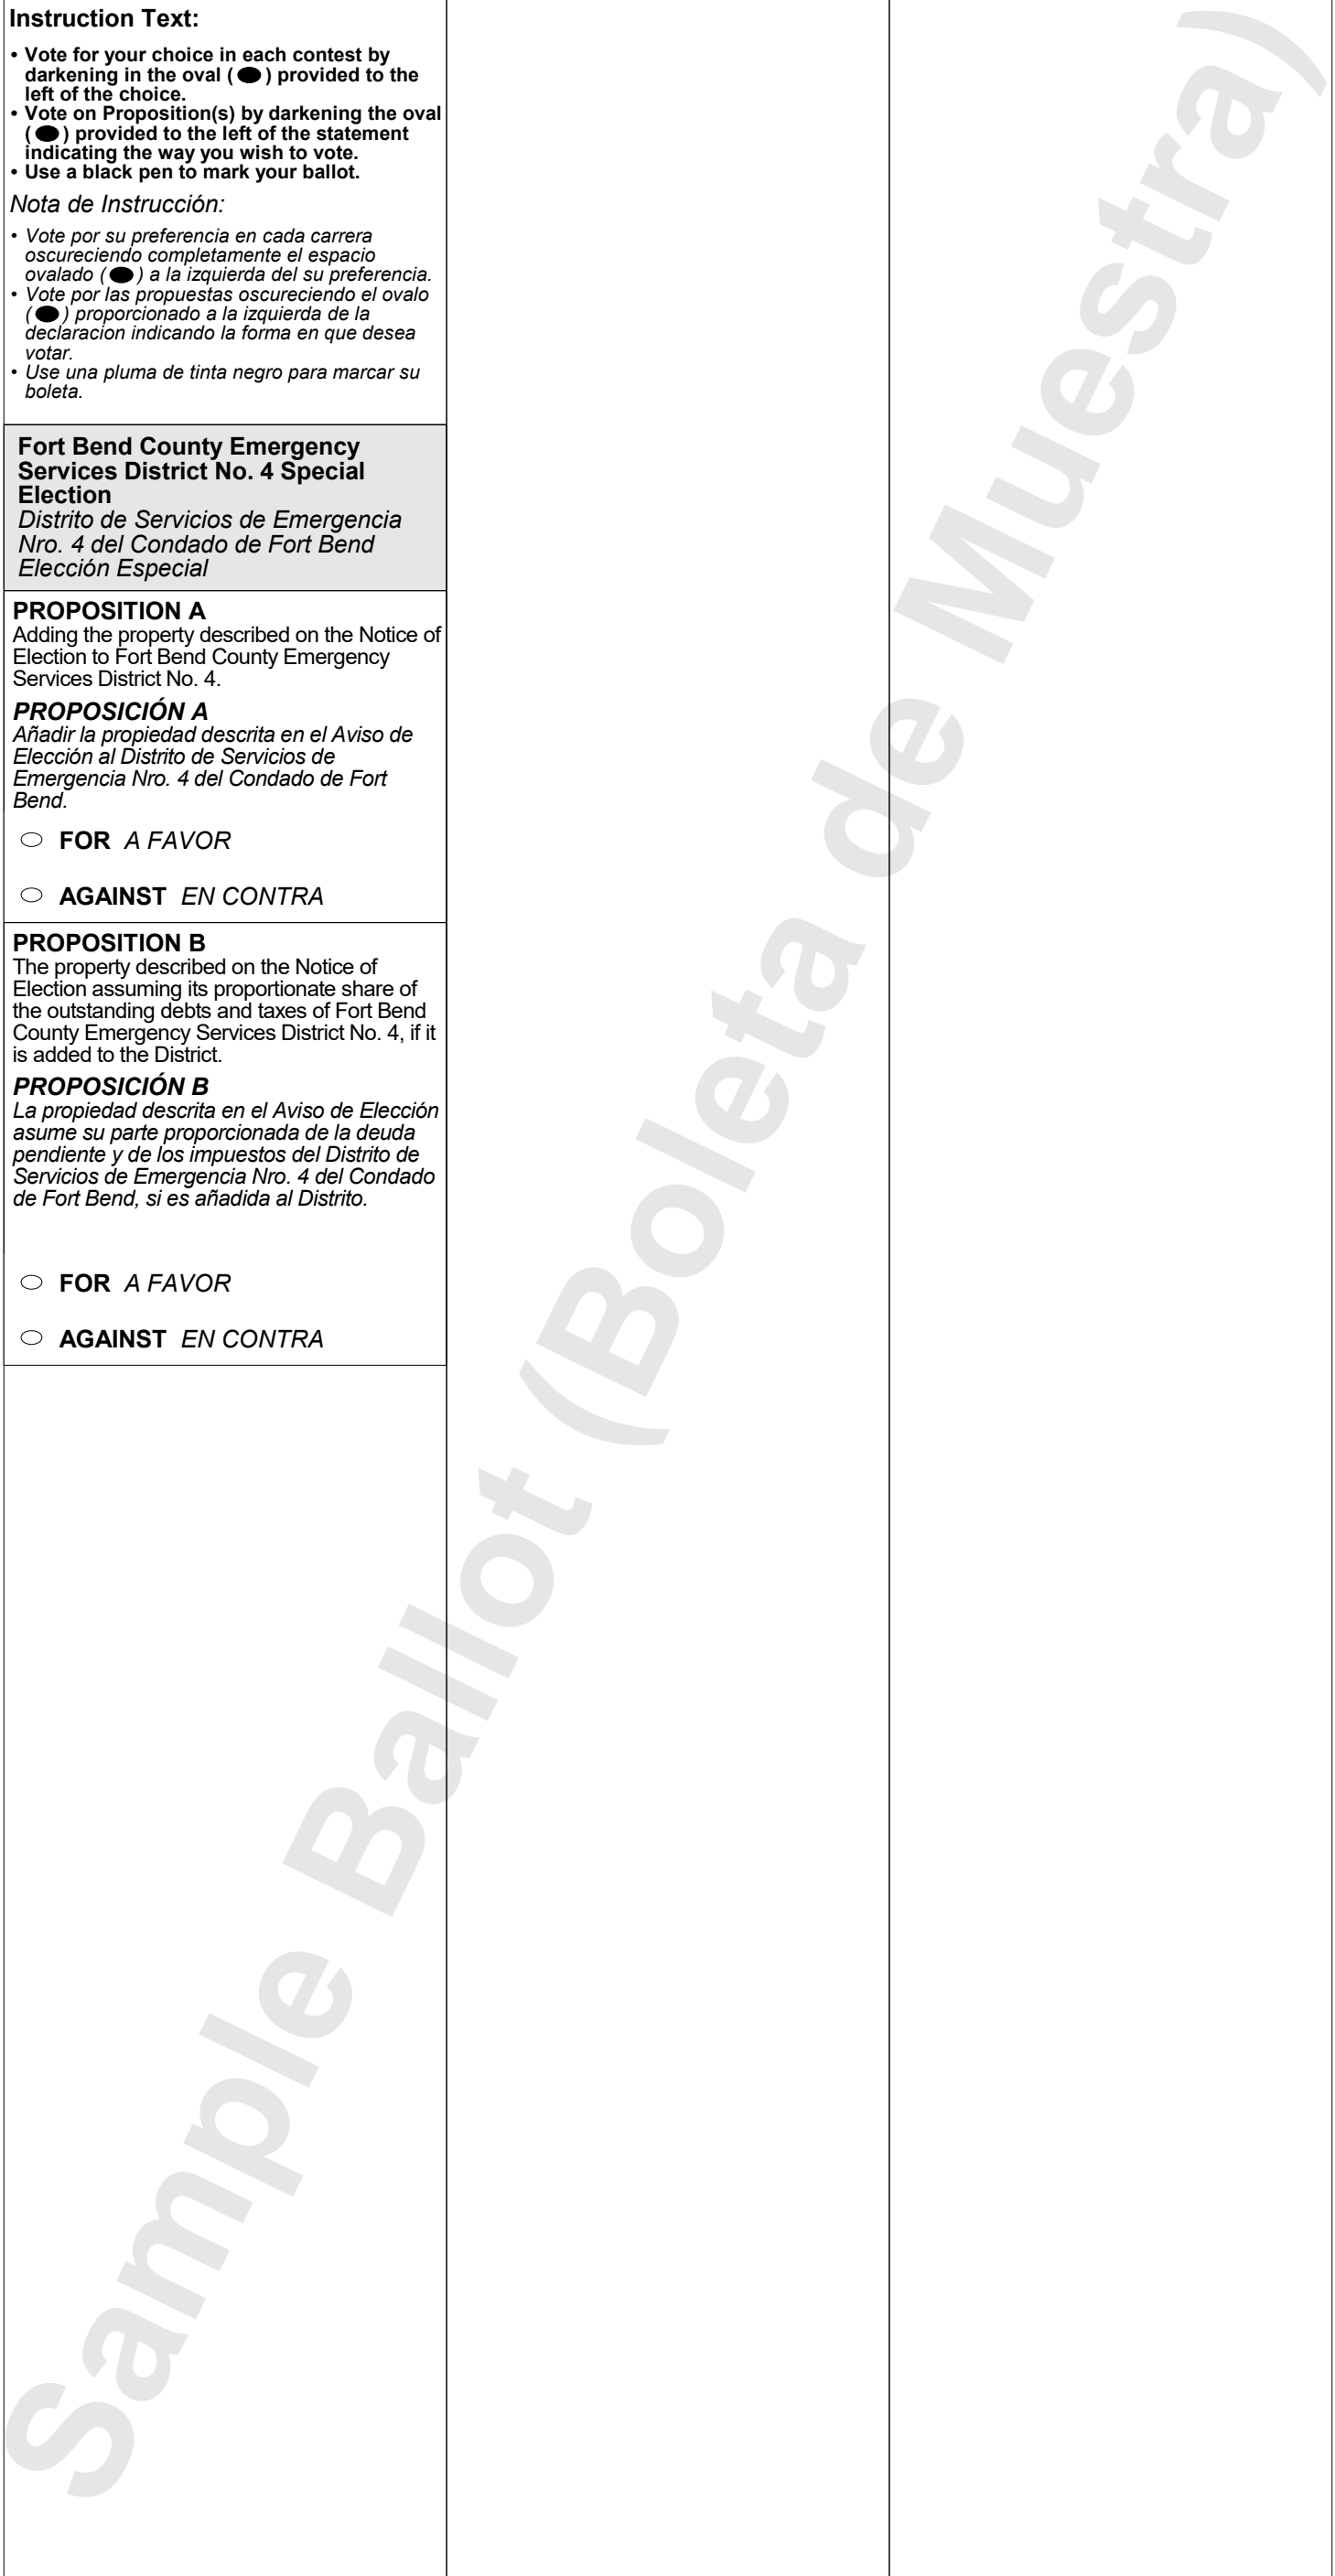 Instruction Text:
• Vote for your choice in each contest by
darkening in the oval (⬬) provided to the
left of the choice.
• Vote on Proposition(s) by darkening the oval
(⬬) provided to the left of the statement
indicating the way you wish to vote.
• Use a black pen to mark your ballot.
Nota de Instrucción:
• Vote por su preferencia en cada carrera
oscureciendo completamente el espacio
ovalado (⬬) a la izquierda del su preferencia.
• Vote por las propuestas oscureciendo el ovalo
(⬬) proporcionado a la izquierda de la
declaracion indicando la forma en que desea
votar.
• Use una pluma de tinta negro para marcar su
boleta.
Fort Bend County Emergency
Services District No. 4 Special
Election
Distrito de Servicios de Emergencia
Nro. 4 del Condado de Fort Bend
Elección Especial
PROPOSITION A
Adding the property described on the Notice of
Election to Fort Bend County Emergency
Services District No. 4.
PROPOSICIÓN A
Añadir la propiedad descrita en el Aviso de
Elección al Distrito de Servicios de
Emergencia Nro. 4 del Condado de Fort
Bend.
FOR A FAVOR
AGAINST EN CONTRA
PROPOSITION B
The property described on the Notice of
Election assuming its proportionate share of
the outstanding debts and taxes of Fort Bend
County Emergency Services District No. 4, if it
is added to the District.
PROPOSICIÓN B
La propiedad descrita en el Aviso de Elección
asume su parte proporcionada de la deuda
pendiente y de los impuestos del Distrito de
Servicios de Emergencia Nro. 4 del Condado
de Fort Bend, si es añadida al Distrito.
FOR A FAVOR
AGAINST EN CONTRA
Sample Ballot (Boleta de Muestra)